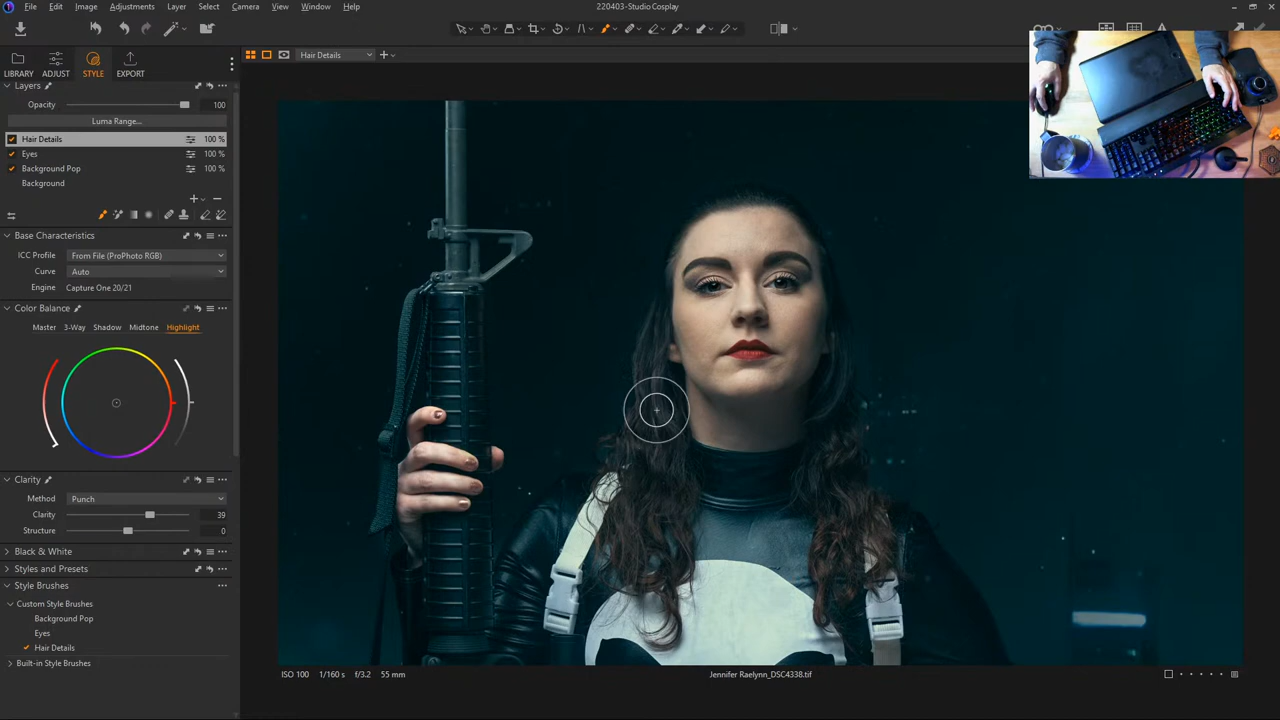 File Edit Image Adjustments Layer Select Camera View Window Help
220403-Studio Cosplay
Hair Details
LIBRARY ADJUST STYLE EXPORT
Layers
Opacity 100
Luma Range...
Hair Details 100 %
Eyes 100 %
Background Pop 100 %
Background
Base Characteristics
ICC Profile From File (ProPhoto RGB)
Curve Auto
Engine Capture One 20/21
Color Balance
Master 3-Way Shadow Midtone Highlight
Clarity
Method Punch
Clarity 39
Structure 0
Black & White
Styles and Presets
Style Brushes
Custom Style Brushes
Background Pop
Eyes
Hair Details
Built-in Style Brushes
ISO 100 1/160 s f/3.2 55 mm
Jennifer Raelynn_DSC4338.tif